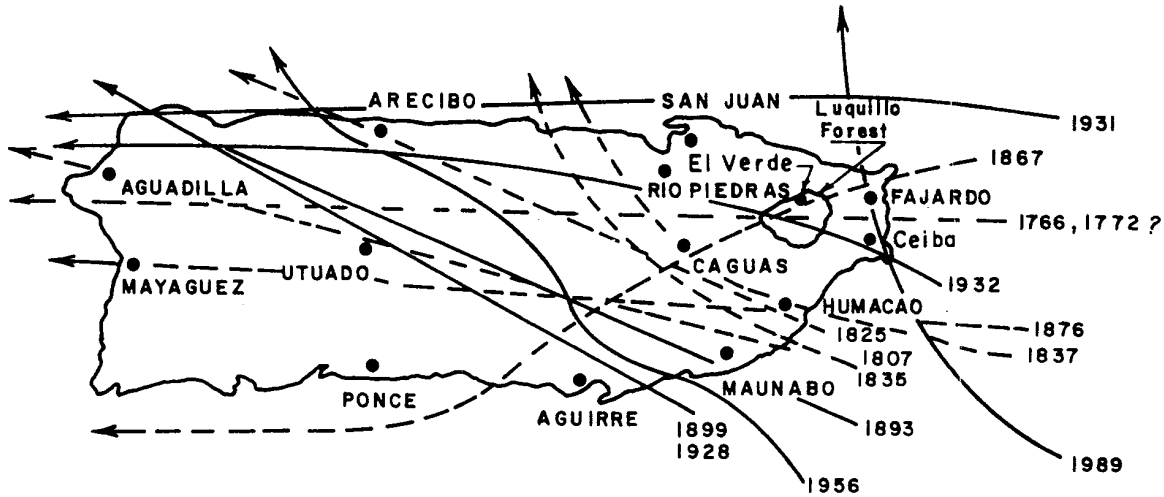 ARECIBO
SAN JUAN
Luquillo
Forest
1931
El Verde
1867
AGUADILLA
RIO PIEDRAS
FAJARDO
1766, 1772 ?
Ceiba
UTUADO
CAGUAS
MAYAGUEZ
1932
HUMACAO
1825
1876
1807
1837
1835
MAUNABO
PONCE
AGUIRRE
1899
1928
1893
1989
1956